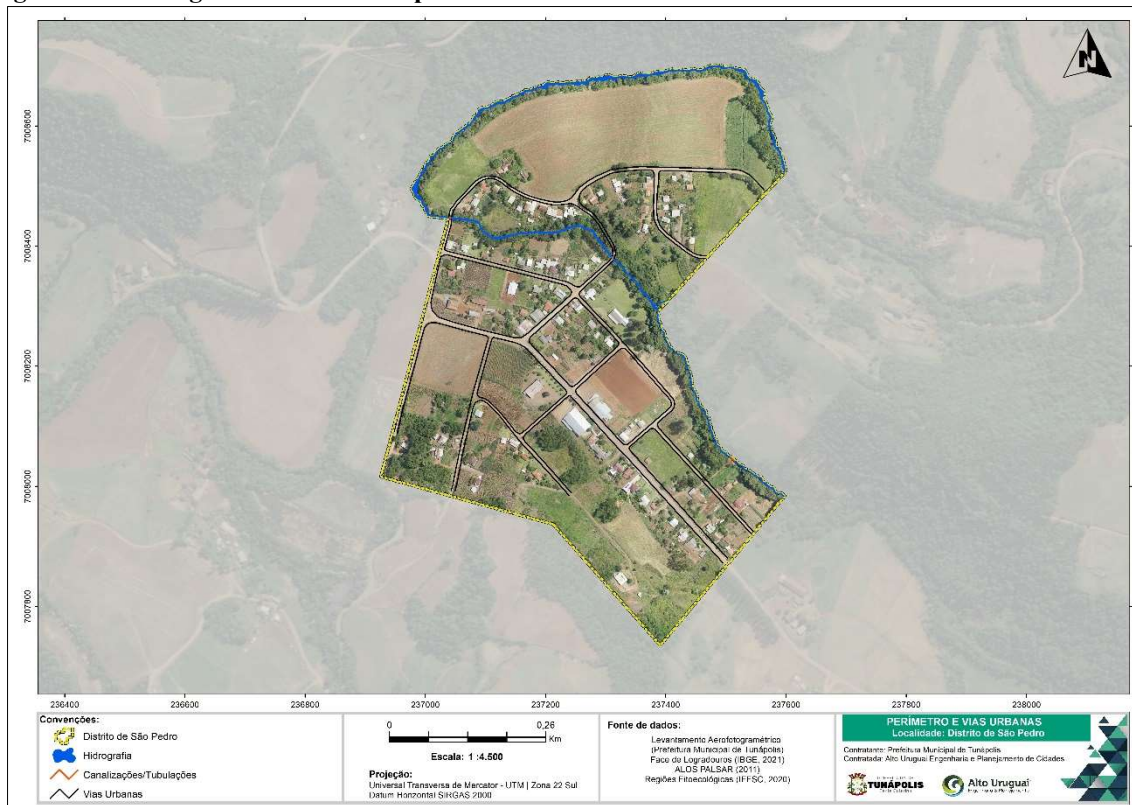 N
7008600
7008400
7008200
7008000
7007800
236400 236600 236800 237000 237200 237400 237600 237800 238000
Convenções:
Distrito de São Pedro
Hidrografia
Canalizações/Tubulações
Vias Urbanas
0 0,26
Km
Escala: 1 :4.500
Projeção:
Universal Transversa de Mercator - UTM | Zona 22 Sul
Datum Horizontal SIRGAS 2000
Fonte de dados:
Levantamento Aerofotogramétrico
(Prefeitura Municipal de Tunápolis)
Face de Logradouros (IBGE, 2021)
ALOS PALSAR (2011)
Regiões Fitoecológicas (IFFSC, 2020)
PERÍMETRO E VIAS URBANAS
Localidade: Distrito de São Pedro
Contratante: Prefeitura Municipal de Tunápolis
Contratada: Alto Uruguai Engenharia e Planejamento de Cidades
TUNÁPOLIS
Alto Uruguai